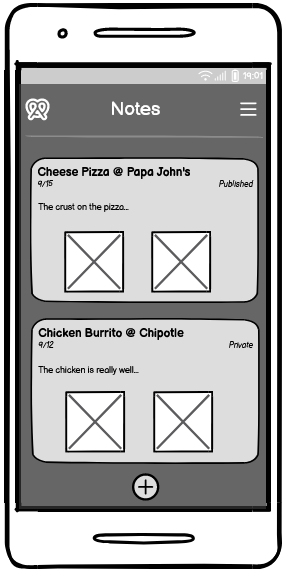 19:01
Notes
Cheese Pizza @ Papa John's
9/15
Published
The crust on the pizza...
Chicken Burrito @ Chipotle
9/12
Private
The chicken is really well...